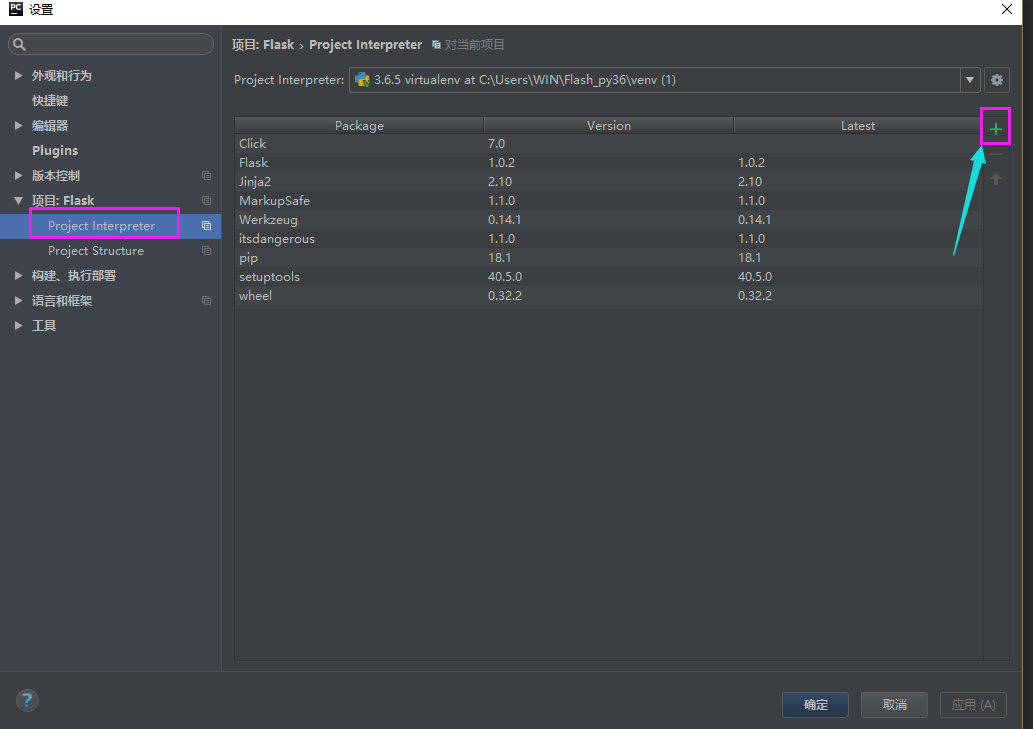 PC 设置
外观和行为
快捷键
编辑器
Plugins
版本控制
项目: Flask
Project Interpreter
Project Structure
构建、执行部署
语言和框架
工具
项目: Flask › Project Interpreter 对当前项目
Project Interpreter: 3.6.5 virtualenv at C:\Users\WIN\Flash_py36\venv (1)
Package Version Latest
Click 7.0
Flask 1.0.2 1.0.2
Jinja2 2.10 2.10
MarkupSafe 1.1.0 1.1.0
Werkzeug 0.14.1 0.14.1
itsdangerous 1.1.0 1.1.0
pip 18.1 18.1
setuptools 40.5.0 40.5.0
wheel 0.32.2 0.32.2
?
确定 取消 应用 (A)